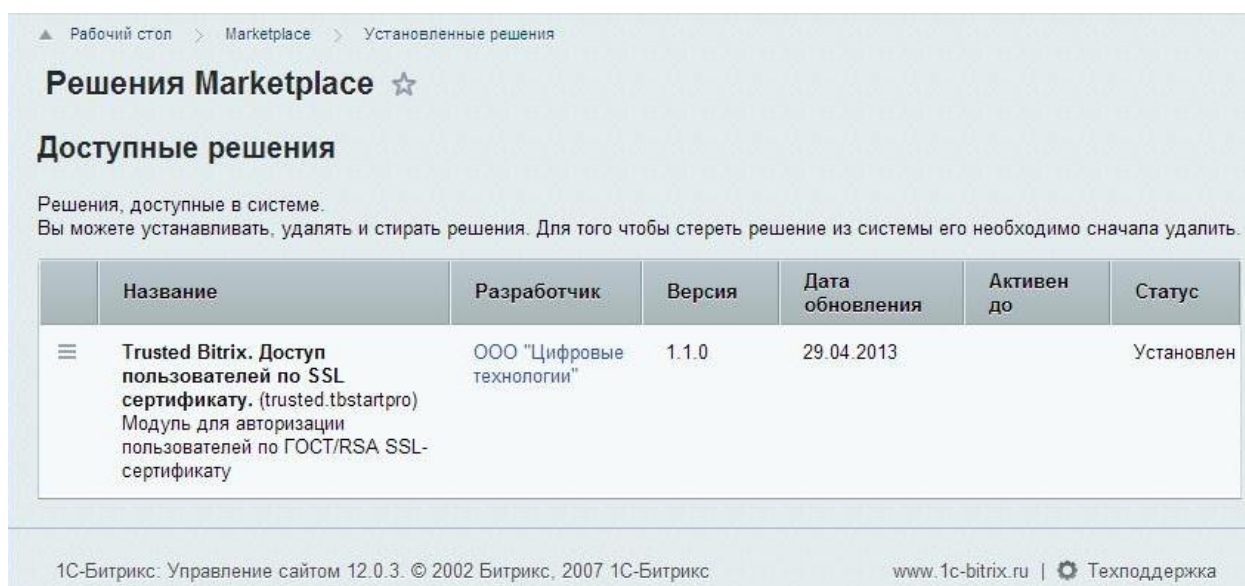 Рабочий стол > Marketplace > Установленные решения
Решения Marketplace
Доступные решения
Решения, доступные в системе.
Вы можете устанавливать, удалять и стирать решения. Для того чтобы стереть решение из системы его необходимо сначала удалить.
Название Разработчик Версия Дата обновления Активен до Статус
Trusted Bitrix. Доступ ООО "Цифровые 1.1.0 29.04.2013 Установлен
пользователей по SSL технологии"
сертификату. (trusted.tbstartpro)
Модуль для авторизации
пользователей по ГОСТ/RSA SSL-
сертификату
1С-Битрикс: Управление сайтом 12.0.3. © 2002 Битрикс, 2007 1С-Битрикс www.1c-bitrix.ru | Техподдержка